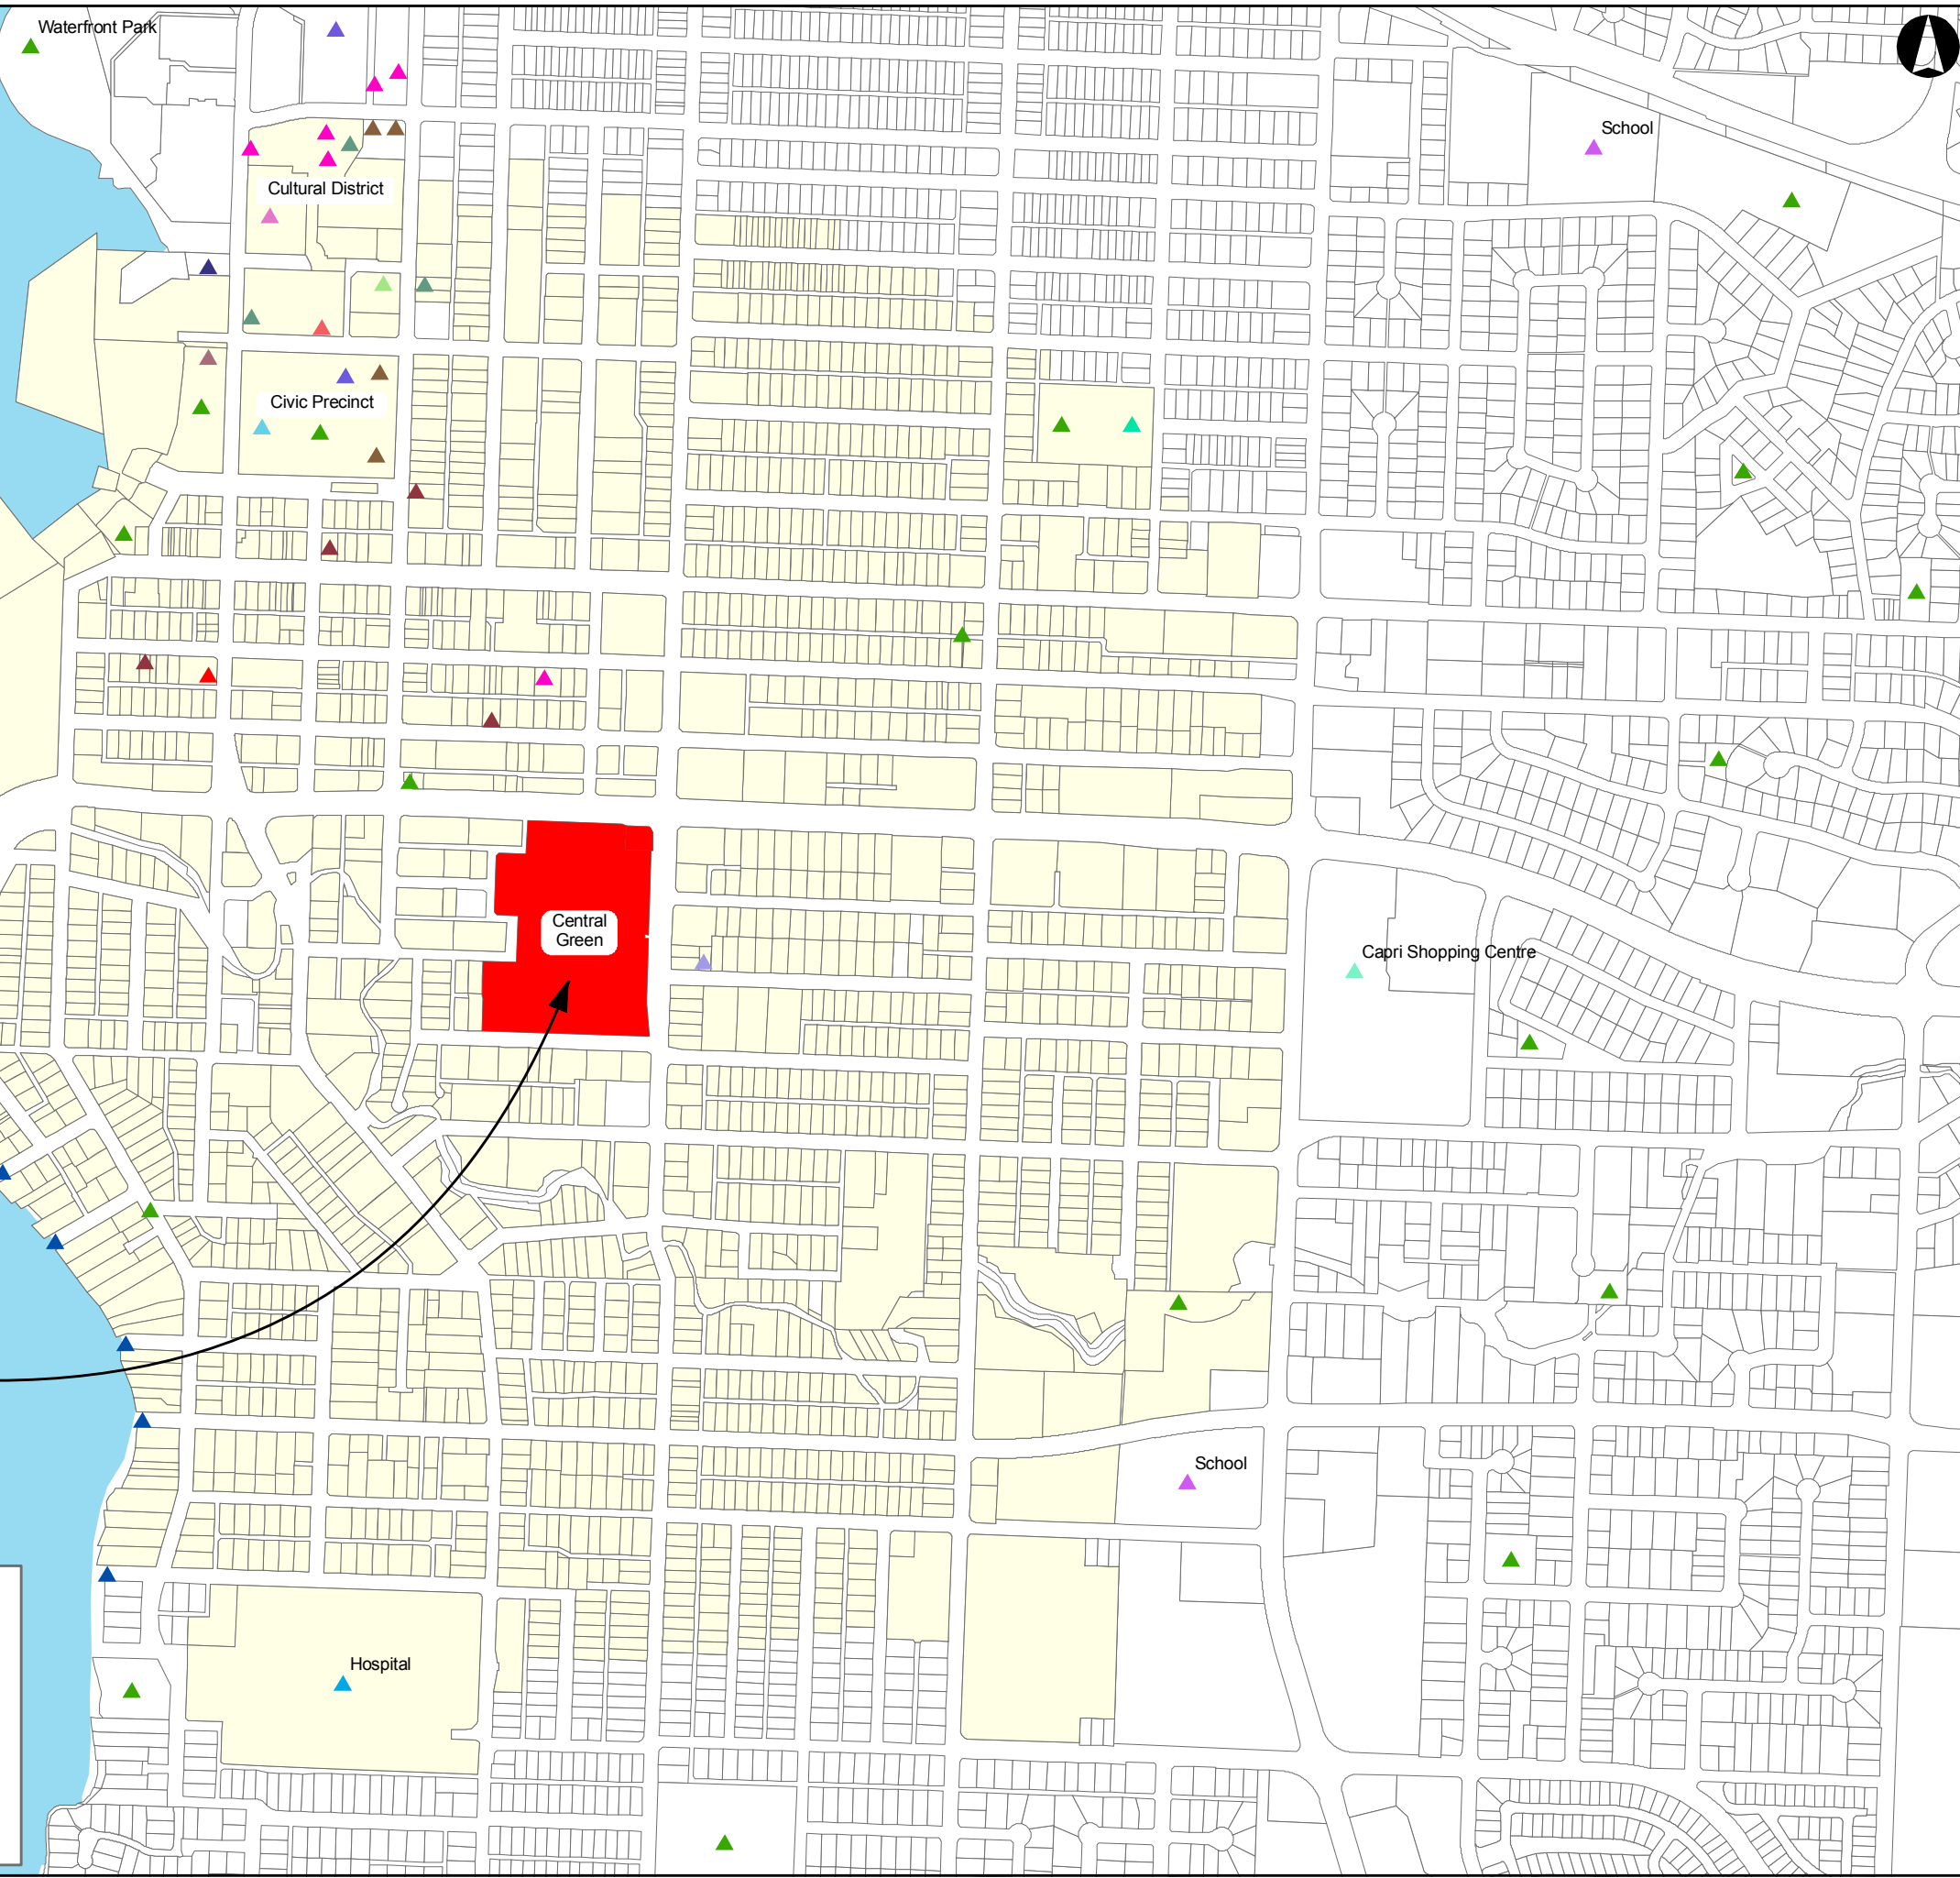 Waterfront Park
School
Cultural District
Civic Precinct
Central
Green
Capri Shopping Centre
School
Hospital